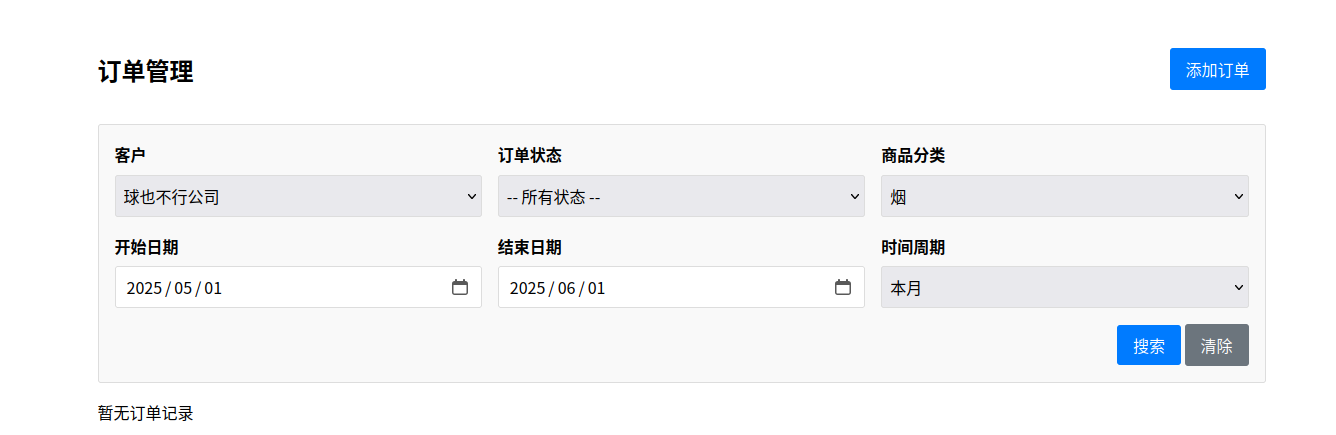 订单管理
添加订单
客户 订单状态 商品分类
球也不行公司 -- 所有状态 -- 烟
开始日期 结束日期 时间周期
2025 / 05 / 01 2025 / 06 / 01 本月
搜索 清除
暂无订单记录